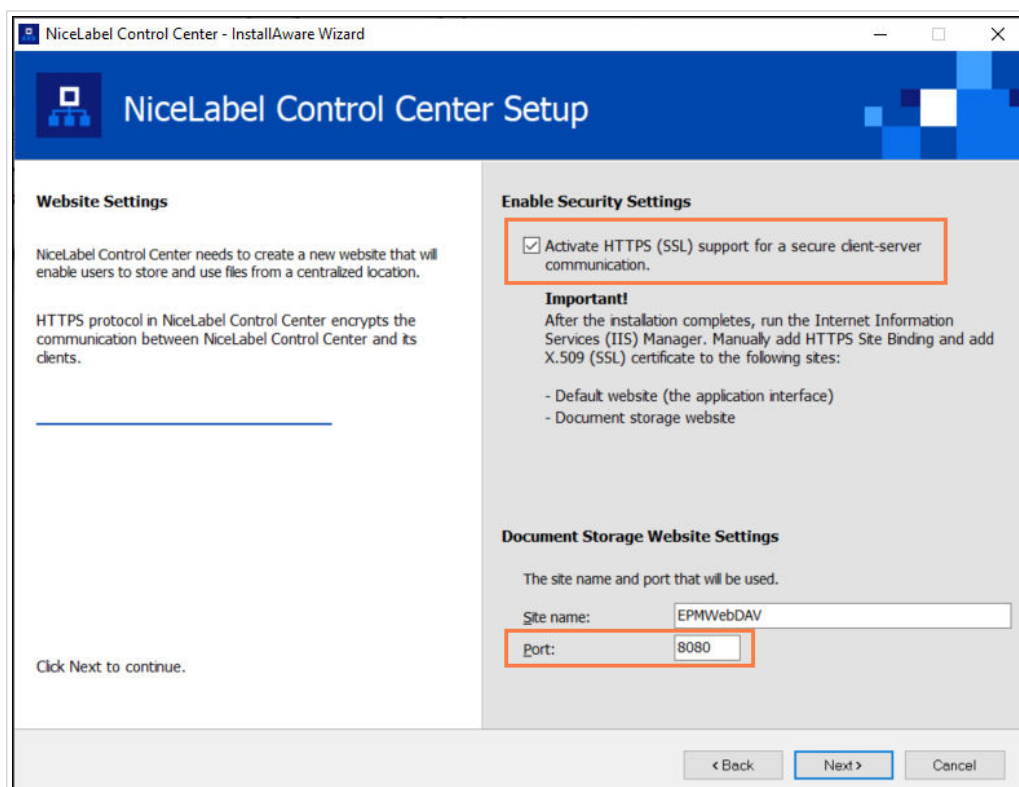 NiceLabel Control Center - InstallAware Wizard
NiceLabel Control Center Setup
Website Settings
NiceLabel Control Center needs to create a new website that will
enable users to store and use files from a centralized location.
HTTPS protocol in NiceLabel Control Center encrypts the
communication between NiceLabel Control Center and its
clients.
Click Next to continue.
Enable Security Settings
Activate HTTPS (SSL) support for a secure client-server
communication.
Important!
After the installation completes, run the Internet Information
Services (IIS) Manager. Manually add HTTPS Site Binding and add
X.509 (SSL) certificate to the following sites:
- Default website (the application interface)
- Document storage website
Document Storage Website Settings
The site name and port that will be used.
Site name: EPMWebDAV
Port: 8080
< Back Next > Cancel